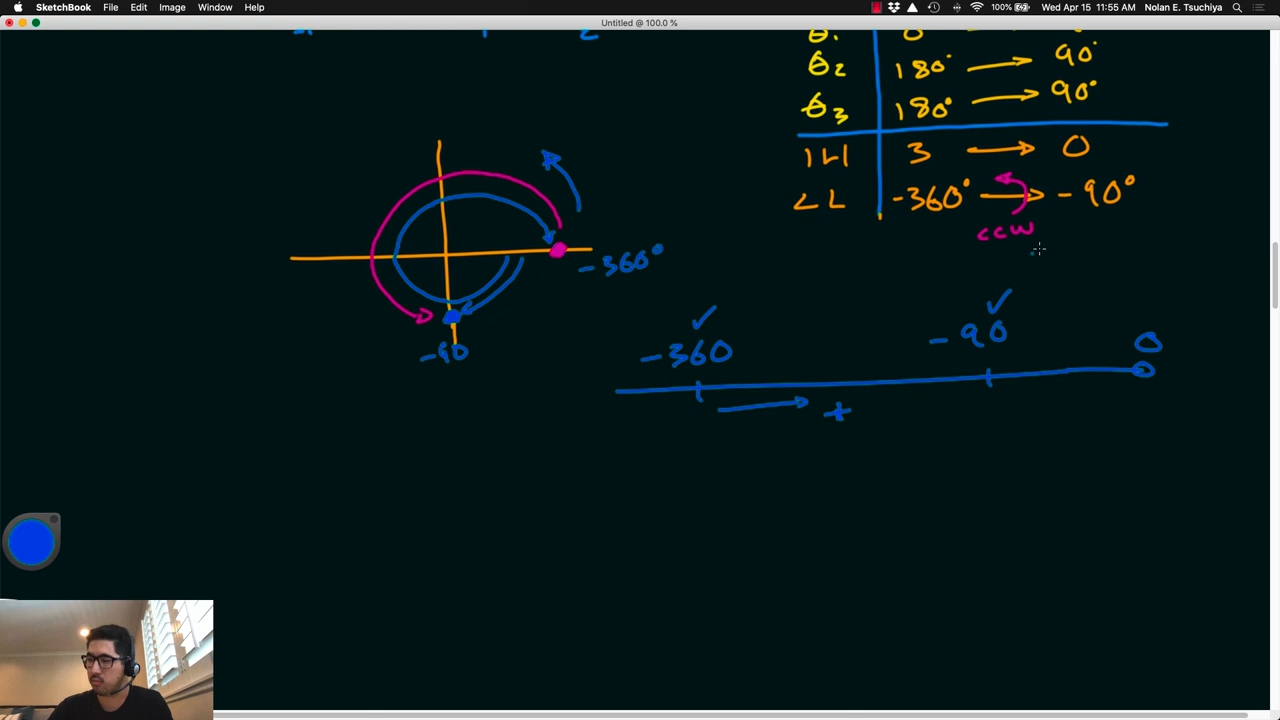 SketchBook File Edit Image Window Help 100% Wed Apr 15 11:55 AM Nolan E. Tsuchiya
Untitled @ 100.0 %
θ₂ 180° → 90°
θ₃ 180° → 90°
|L| 3 → 0
∠L -360° → -90°
CCW
-360°
-90
-360 -90 0
+